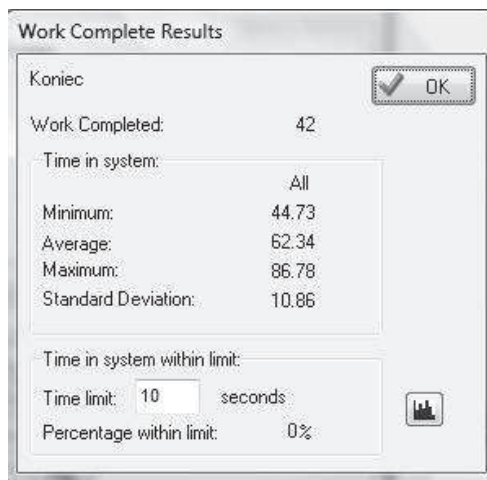 Work Complete Results
Koniec
OK
Work Completed: 42
Time in system:
All
Minimum: 44.73
Average: 62.34
Maximum: 86.78
Standard Deviation: 10.86
Time in system within limit:
Time limit: 10 seconds
Percentage within limit: 0%